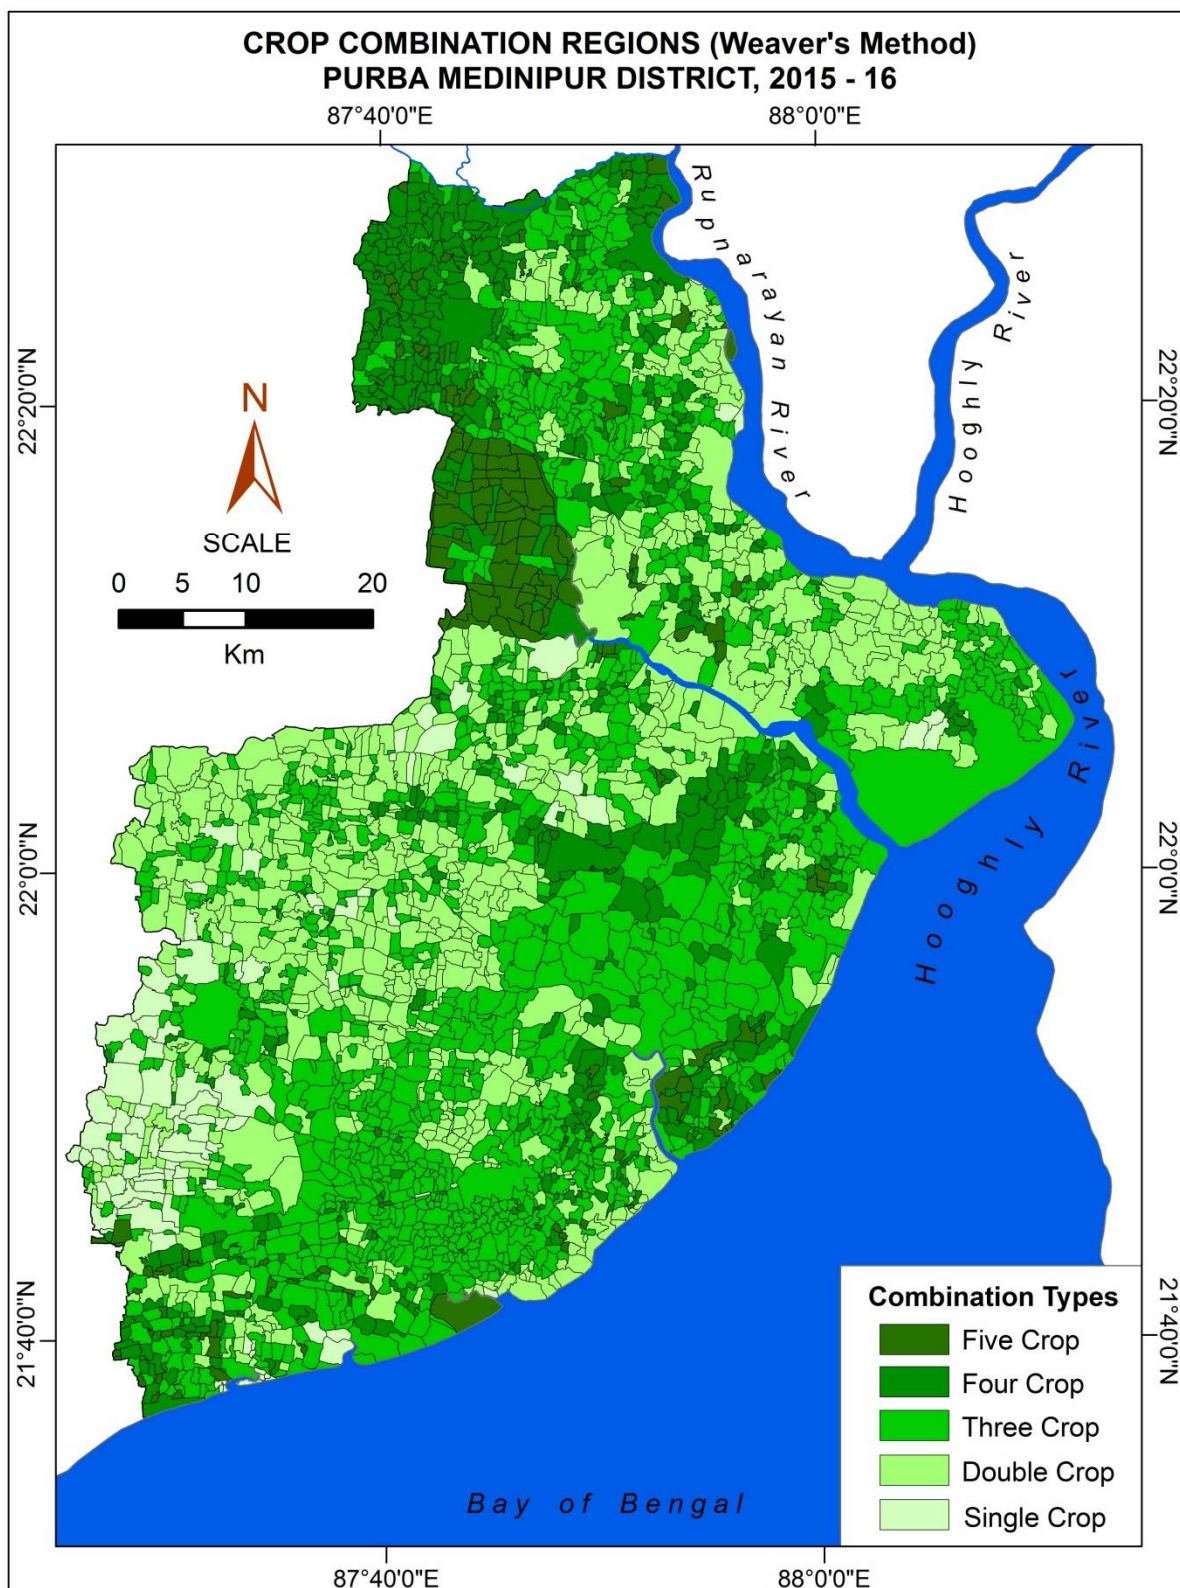 CROP COMBINATION REGIONS (Weaver's Method)
PURBA MEDINIPUR DISTRICT, 2015 - 16
87°40'0"E
88°0'0"E
Rupnarayan River
Hooghly River
22°20'0"N
22°20'0"N
N
SCALE
0 5 10 20
Km
Hooghly River
22°0'0"N
22°0'0"N
21°40'0"N
21°40'0"N
Combination Types
Five Crop
Four Crop
Three Crop
Double Crop
Single Crop
Bay of Bengal
87°40'0"E
88°0'0"E